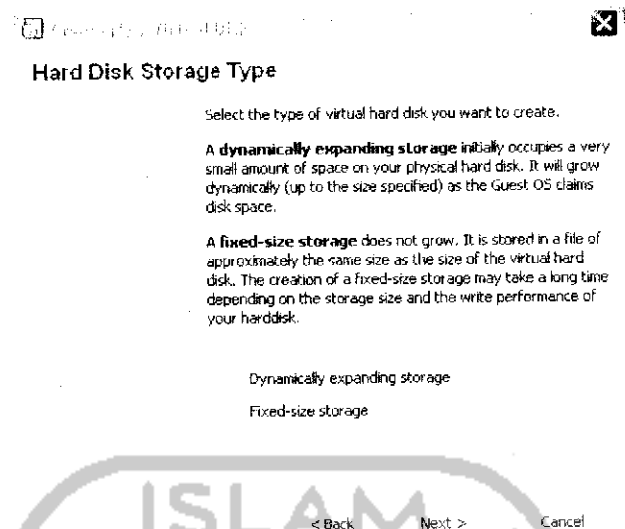 Hard Disk Storage Type
Select the type of virtual hard disk you want to create.
A dynamically expanding storage initially occupies a very
small amount of space on your physical hard disk. It will grow
dynamically (up to the size specified) as the Guest OS claims
disk space.
A fixed-size storage does not grow. It is stored in a file of
approximately the same size as the size of the virtual hard
disk. The creation of a fixed-size storage may take a long time
depending on the storage size and the write performance of
your harddisk.
Dynamically expanding storage
Fixed-size storage
ISLAM
< Back Next > Cancel